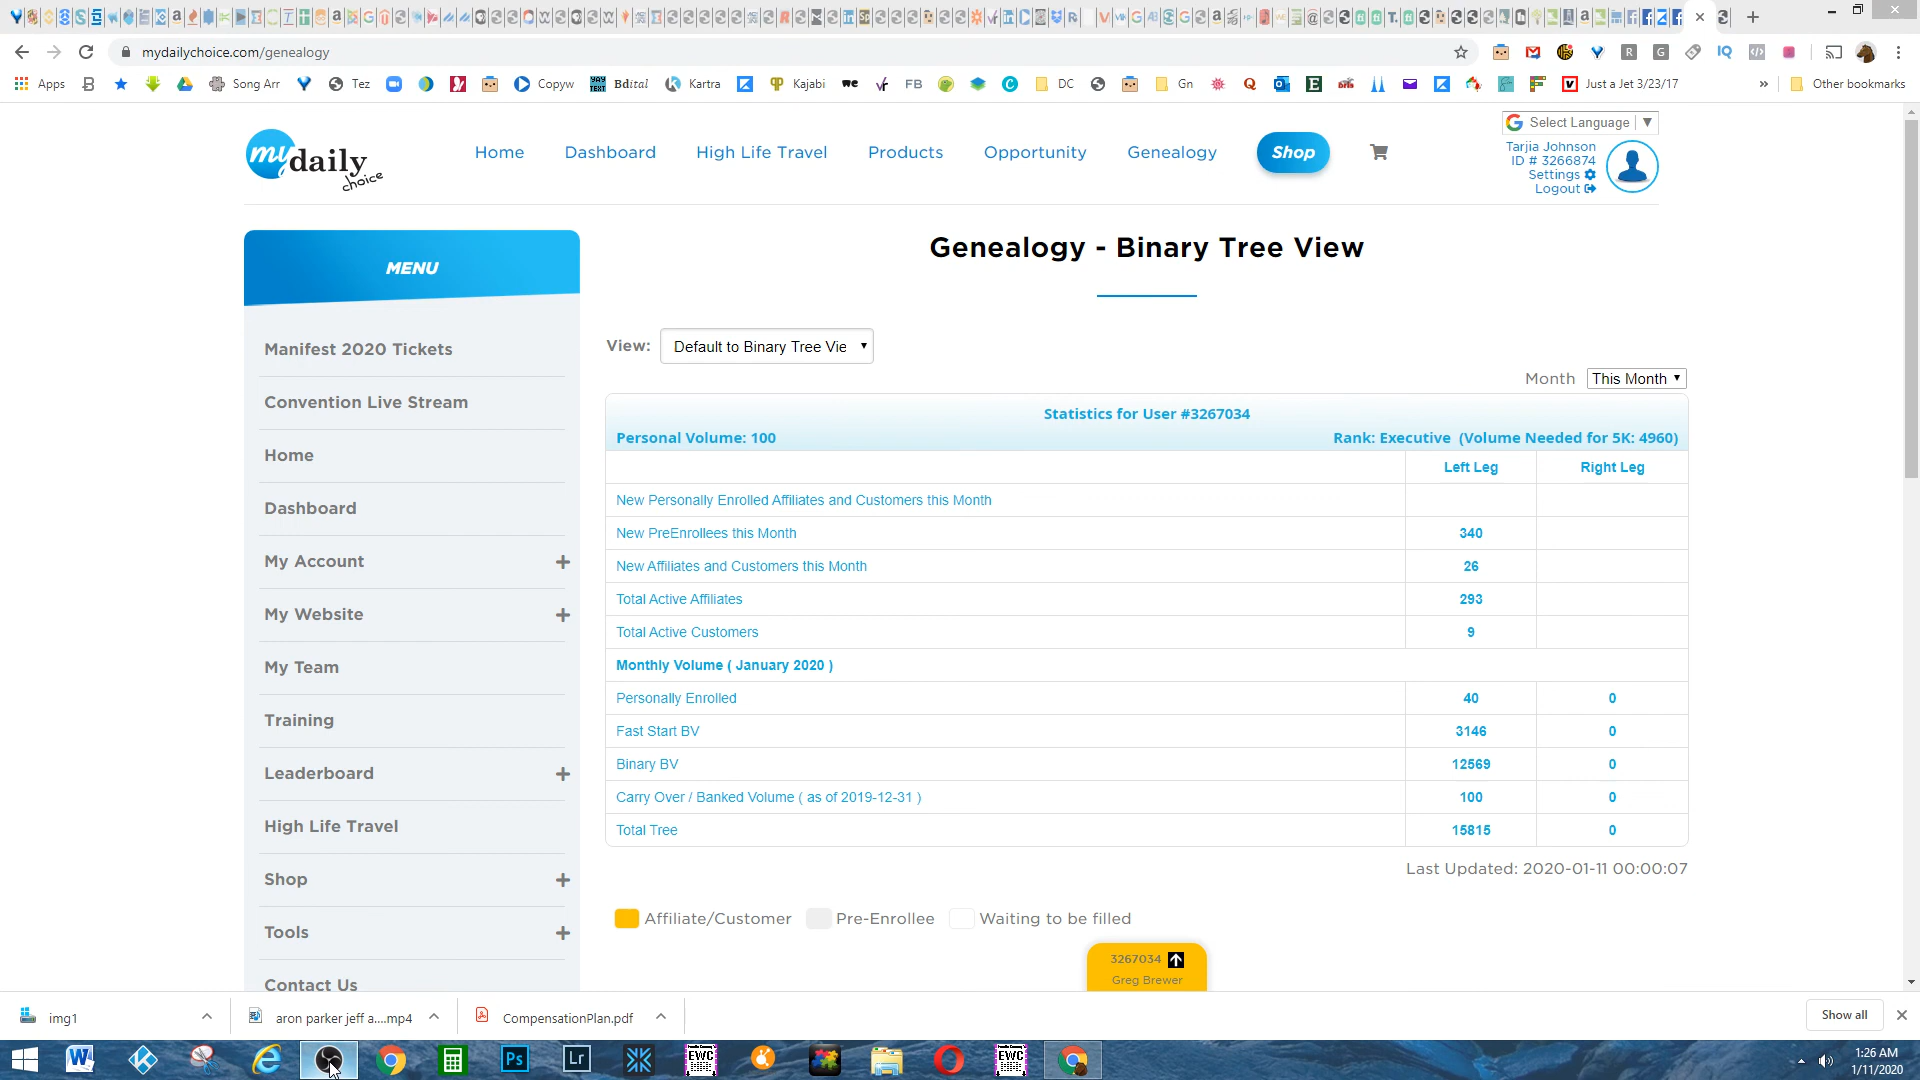 mydailychoice.com/genealogy
Apps
Song Arr
Tez
Copyw
Bdital
Kartra
Kajabi
FB
DC
Gn
Just a Jet 3/23/17
Other bookmarks
Select Language
my daily choice
Home
Dashboard
High Life Travel
Products
Opportunity
Genealogy
Shop
Tarjia Johnson
ID # 3266874
Settings
Logout
MENU
Manifest 2020 Tickets
Convention Live Stream
Home
Dashboard
My Account
My Website
My Team
Training
Leaderboard
High Life Travel
Shop
Tools
Contact Us
Genealogy - Binary Tree View
View: Default to Binary Tree Vie
Month This Month
Statistics for User #3267034
Personal Volume: 100 Rank: Executive (Volume Needed for 5K: 4960)
Left Leg Right Leg
New Personally Enrolled Affiliates and Customers this Month
New PreEnrollees this Month 340
New Affiliates and Customers this Month 26
Total Active Affiliates 293
Total Active Customers 9
Monthly Volume ( January 2020 )
Personally Enrolled 40 0
Fast Start BV 3146 0
Binary BV 12569 0
Carry Over / Banked Volume ( as of 2019-12-31 ) 100 0
Total Tree 15815 0
Last Updated: 2020-01-11 00:00:07
Affiliate/Customer Pre-Enrollee Waiting to be filled
3267034
Greg Brewer
img1
aron parker jeff a....mp4
CompensationPlan.pdf
Show all
Ps
Lr
EWC
EWC
1:26 AM
1/11/2020